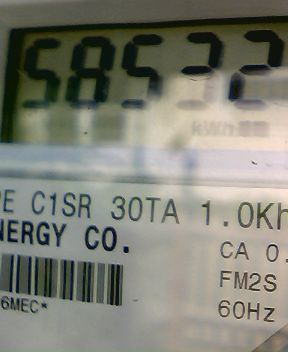 58532
kWh
PE C1SR 30TA 1.0Kh
NERGY CO.
CA 0.
FM2S
6MEC*
60Hz